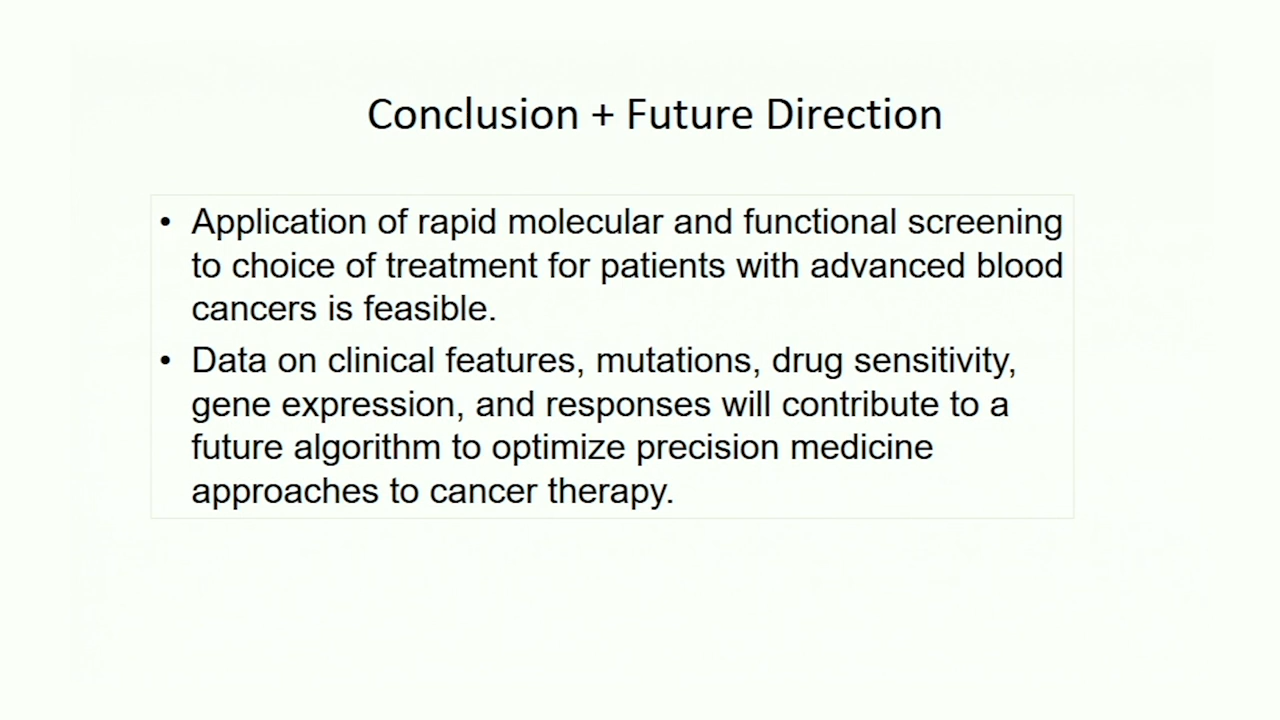 Conclusion + Future Direction
• Application of rapid molecular and functional screening
to choice of treatment for patients with advanced blood
cancers is feasible.
• Data on clinical features, mutations, drug sensitivity,
gene expression, and responses will contribute to a
future algorithm to optimize precision medicine
approaches to cancer therapy.